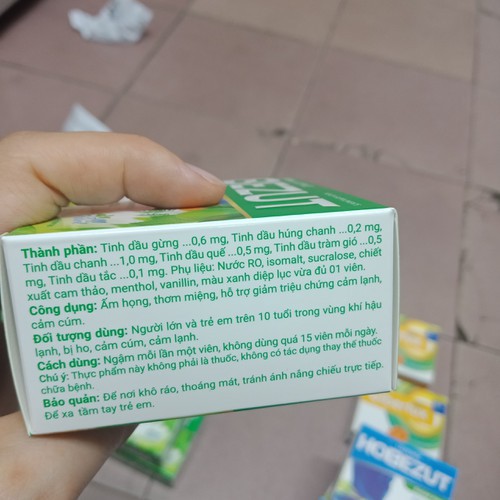 BEZUT
Thành phần: Tinh dầu gừng ...0,6 mg, Tinh dầu húng chanh ...0,2 mg,
Tinh dầu chanh ...1,0 mg, Tinh dầu quế ...0,5 mg, Tinh dầu tràm gió ...0,5
mg, Tinh dầu tắc ...0,1 mg. Phụ liệu: Nước RO, isomalt, sucralose, chiết
xuất cam thảo, menthol, vanillin, màu xanh diệp lục vừa đủ 01 viên.
Công dụng: Ấm họng, thơm miệng, hỗ trợ giảm triệu chứng cảm lạnh,
cảm cúm.
Đối tượng dùng: Người lớn và trẻ em trên 10 tuổi trong vùng khí hậu
lạnh, bị ho, cảm cúm, cảm lạnh.
Cách dùng: Ngậm mỗi lần một viên, không dùng quá 15 viên mỗi ngày.
Chú ý: Thực phẩm này không phải là thuốc, không có tác dụng thay thế thuốc
chữa bệnh.
Bảo quản: Để nơi khô ráo, thoáng mát, tránh ánh nắng chiếu trực tiếp.
Để xa tầm tay trẻ em.
HOBEZUT